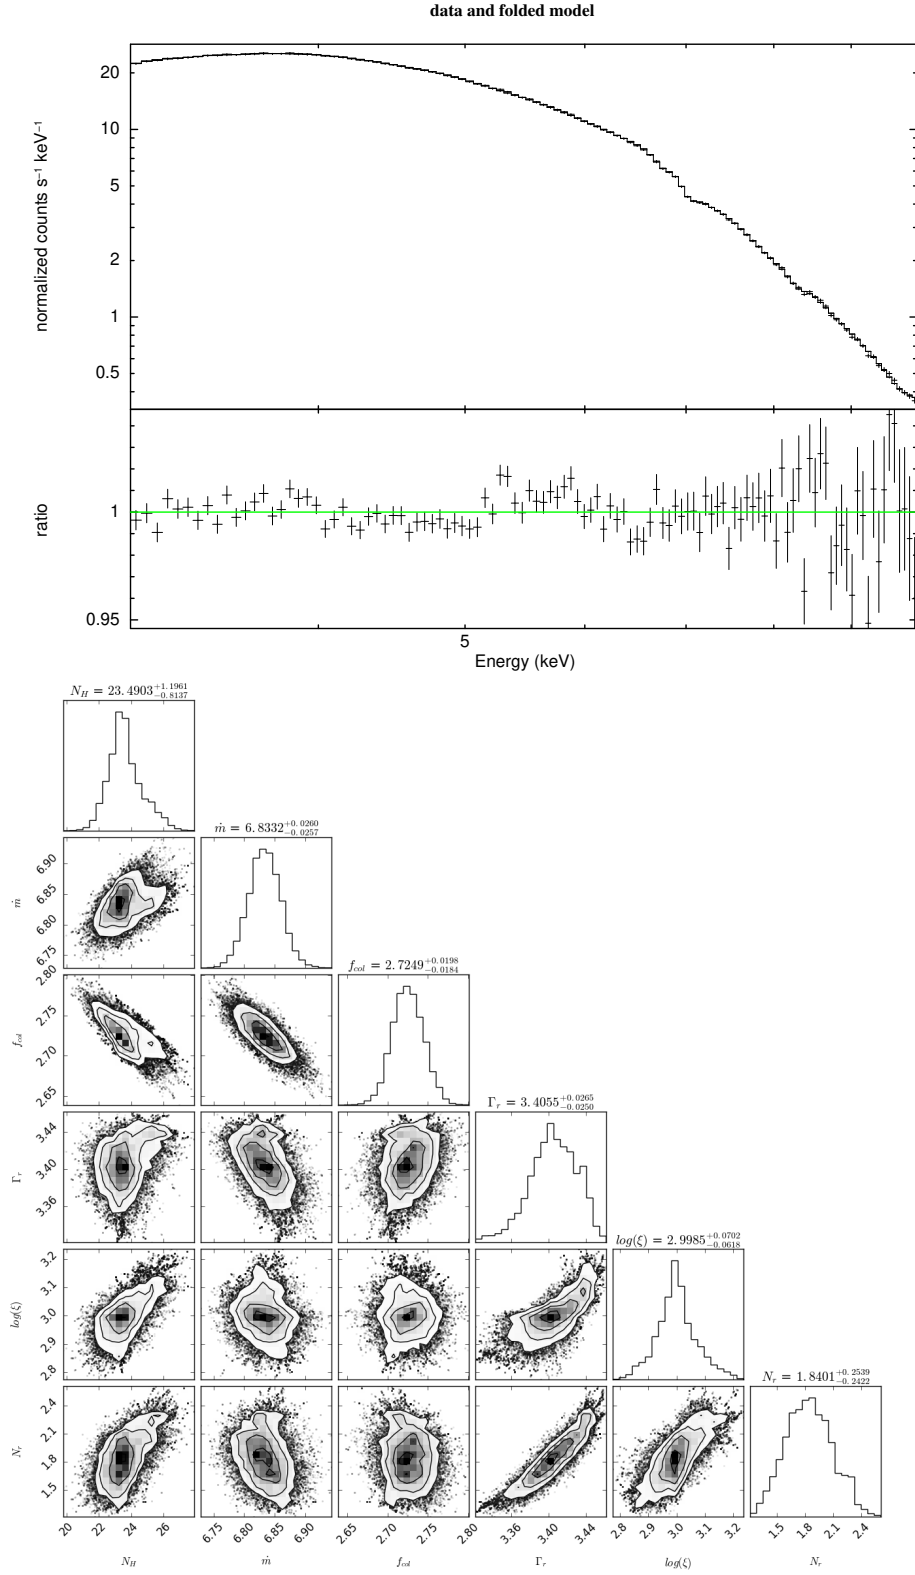 data and folded model
normalized counts s⁻¹ keV⁻¹
20
10
5
2
1
0.5
ratio
1
0.95
5
Energy (keV)
N_H = 23.4903 +1.1961 −0.8137
ṁ = 6.8332 +0.0260 −0.0257
ṁ
6.90
6.85
6.80
6.75
f_col = 2.7249 +0.0198 −0.0184
f_col
2.80
2.75
2.70
2.65
Γ_r = 3.4055 +0.0265 −0.0250
Γ_r
3.44
3.40
3.36
log(ξ) = 2.9985 +0.0702 −0.0618
log(ξ)
3.2
3.1
3.0
2.9
2.8
N_r = 1.8401 +0.2539 −0.2422
N_r
2.4
2.1
1.8
1.5
20 22 24 26 6.75 6.80 6.85 6.90 2.65 2.70 2.75 2.80 3.36 3.40 3.44 2.8 2.9 3.0 3.1 3.2 1.5 1.8 2.1 2.4
N_H ṁ f_col Γ_r log(ξ) N_r